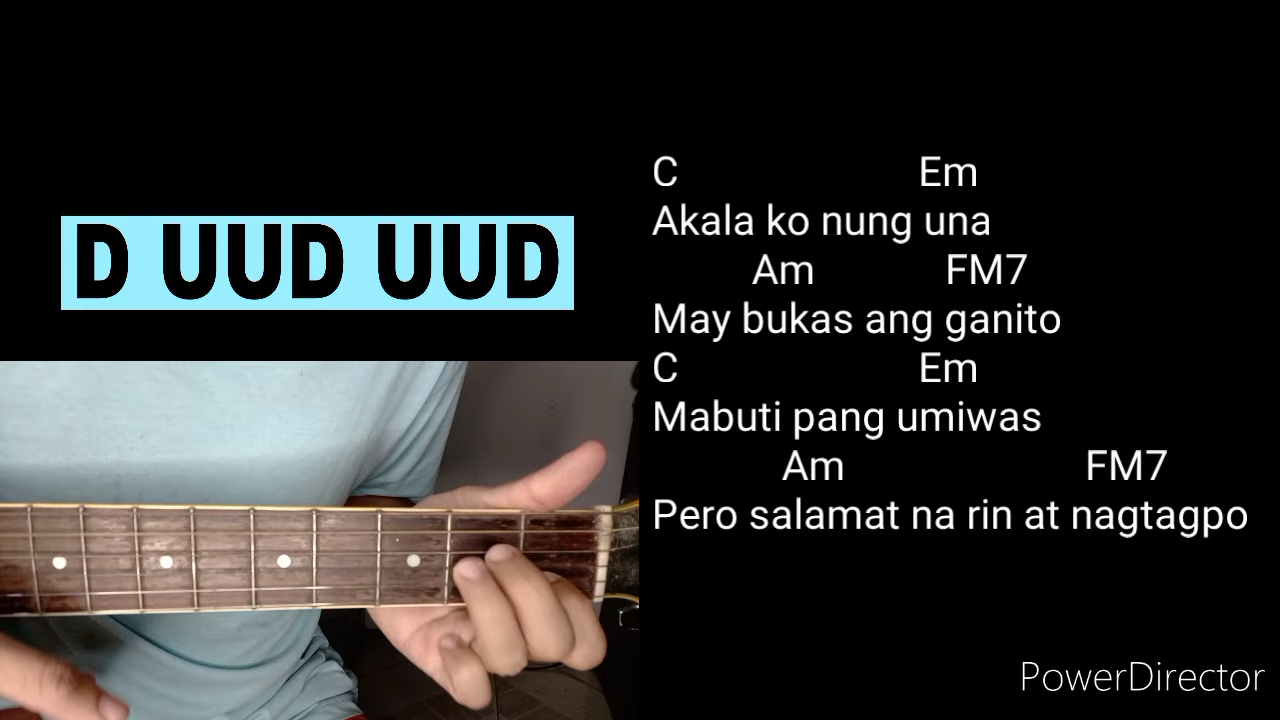 D UUD UUD
C Em
Akala ko nung una
Am FM7
May bukas ang ganito
C Em
Mabuti pang umiwas
Am FM7
Pero salamat na rin at nagtagpo
PowerDirector